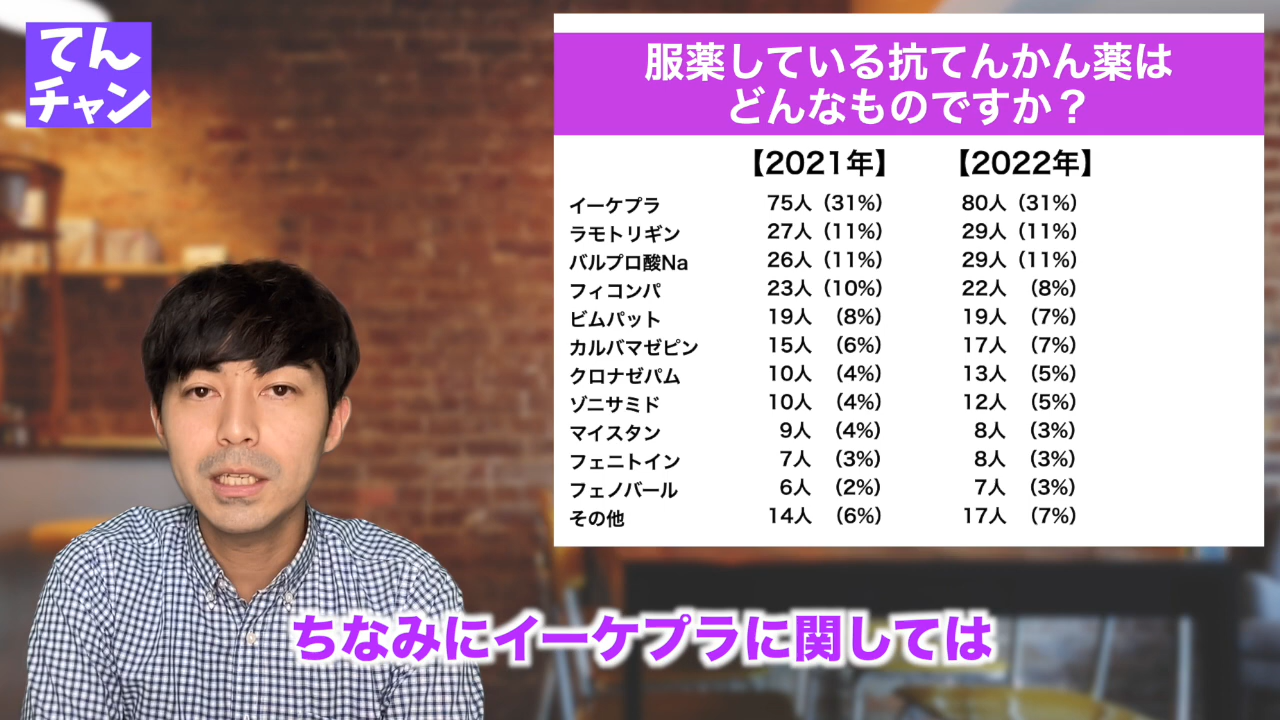 てん
チャン
服薬している抗てんかん薬は
どんなものですか？
【2021年】 【2022年】
イーケプラ 75人（31%） 80人（31%）
ラモトリギン 27人（11%） 29人（11%）
バルプロ酸Na 26人（11%） 29人（11%）
フィコンパ 23人（10%） 22人（8%）
ビムパット 19人（8%） 19人（7%）
カルバマゼピン 15人（6%） 17人（7%）
クロナゼパム 10人（4%） 13人（5%）
ゾニサミド 10人（4%） 12人（5%）
マイスタン 9人（4%） 8人（3%）
フェニトイン 7人（3%） 8人（3%）
フェノバール 6人（2%） 7人（3%）
その他 14人（6%） 17人（7%）
ちなみにイーケプラに関しては